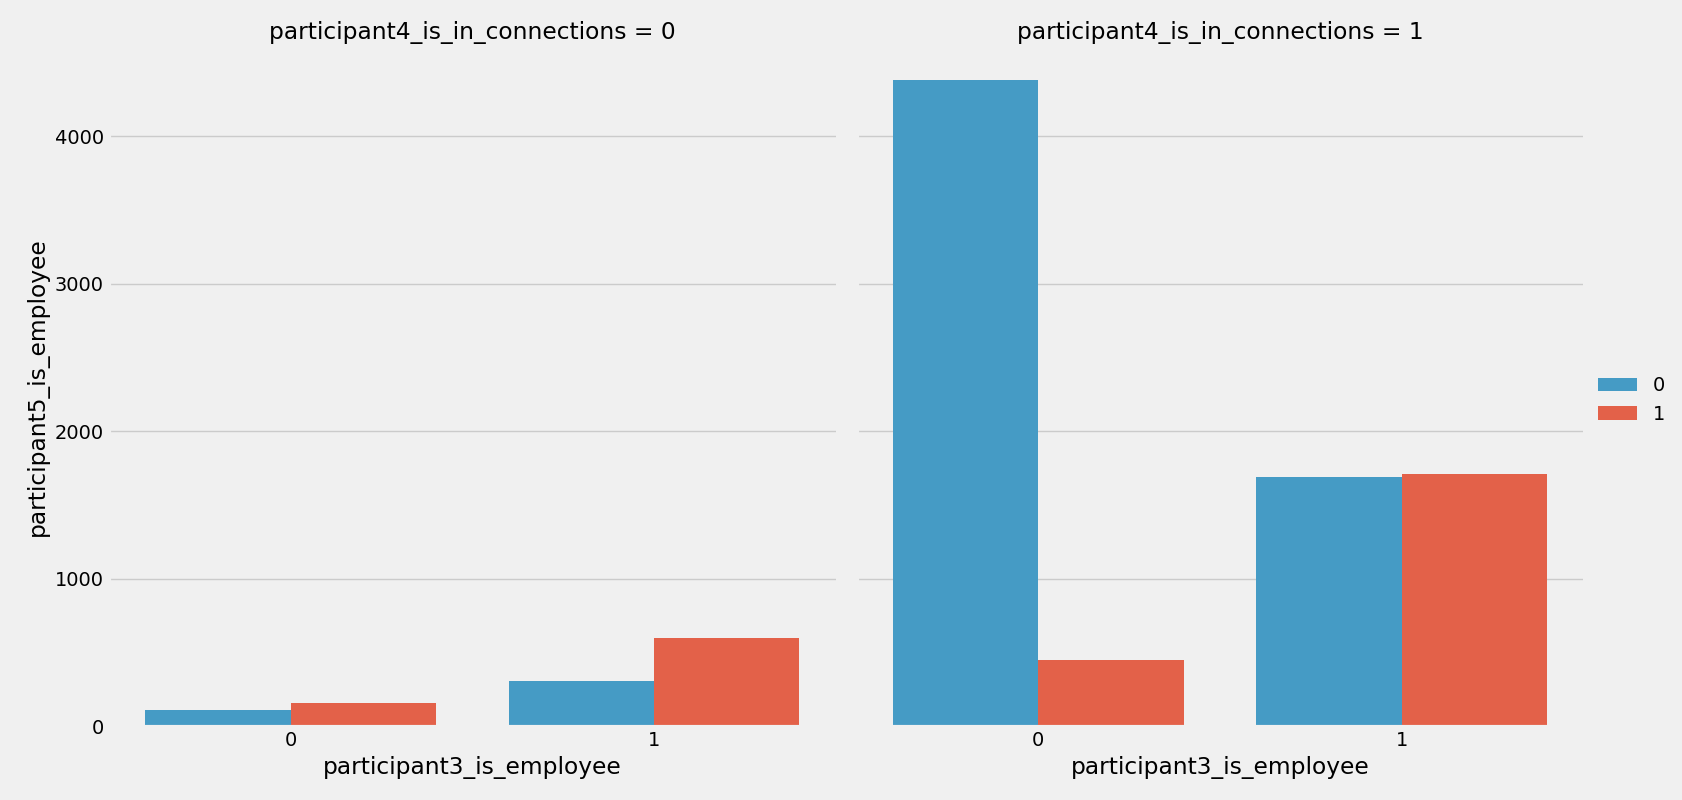 participant4_is_in_connections = 0
participant4_is_in_connections = 1
participant5_is_employee
4000
3000
2000
1000
0
0
1
0
1
participant3_is_employee
participant3_is_employee
0
1